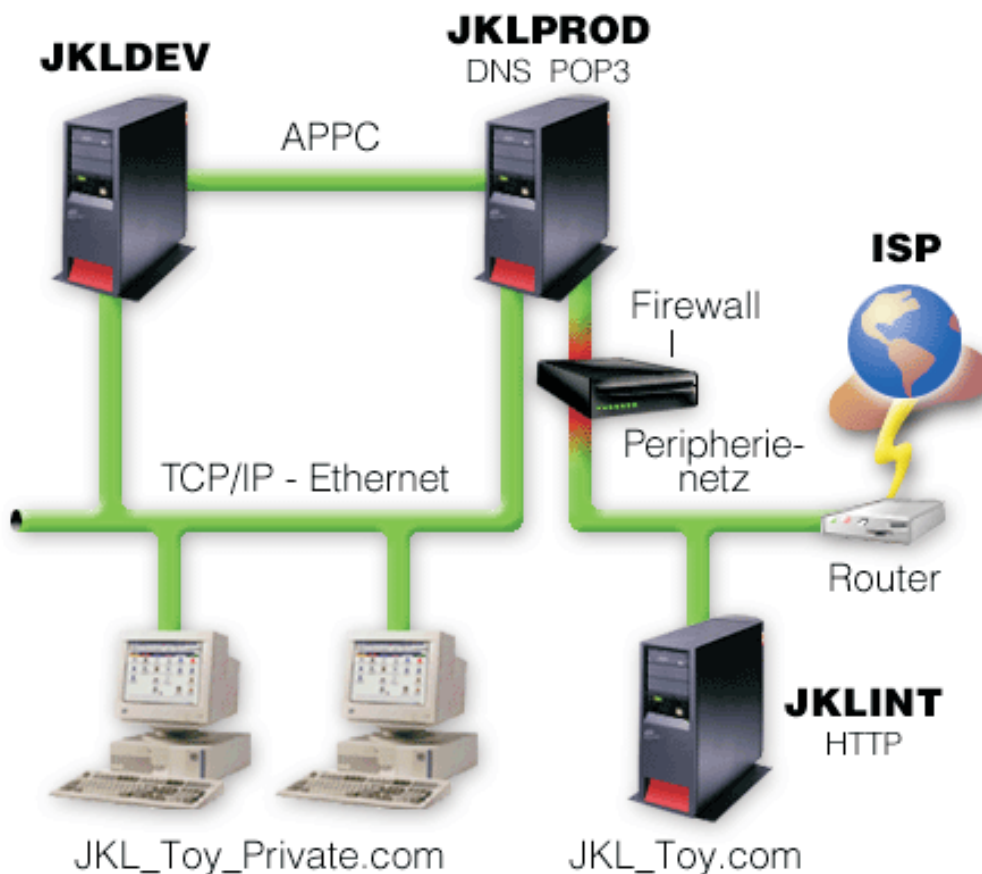 JKLDEV
JKLPROD
DNS POP3
APPC
ISP
Firewall
Peripherie-
netz
TCP/IP - Ethernet
Router
JKLINT
HTTP
JKL_Toy_Private.com
JKL_Toy.com